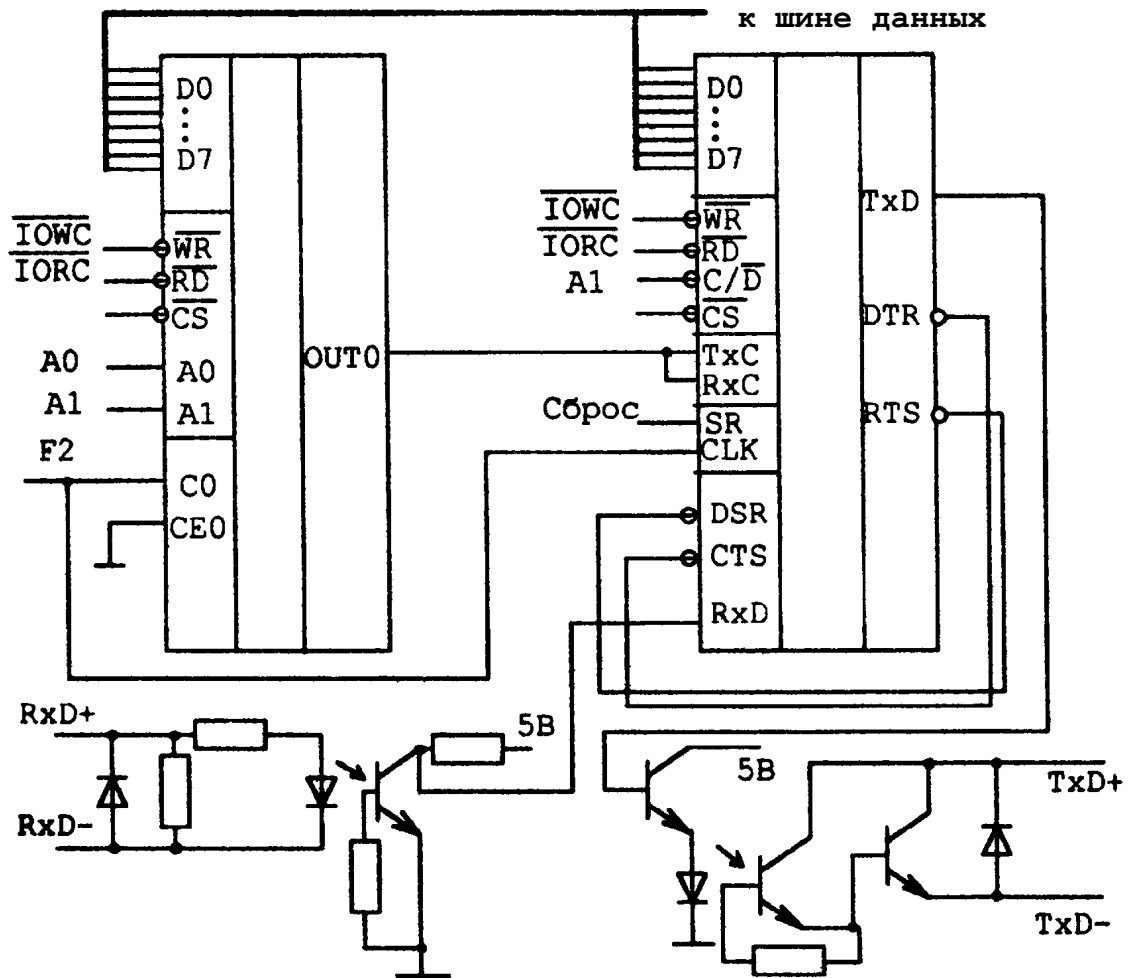 к шине данных
D0
D7
IOWC
WR
IORC
RD
CS
A0
A0
A1
A1
F2
C0
CE0
OUT0
D0
D7
IOWC
WR
IORC
RD
A1
C/D
CS
TxC
RxC
Сброс
SR
CLK
DSR
CTS
RxD
TxD
DTR
RTS
RxD+
RxD-
5В
5В
TxD+
TxD-